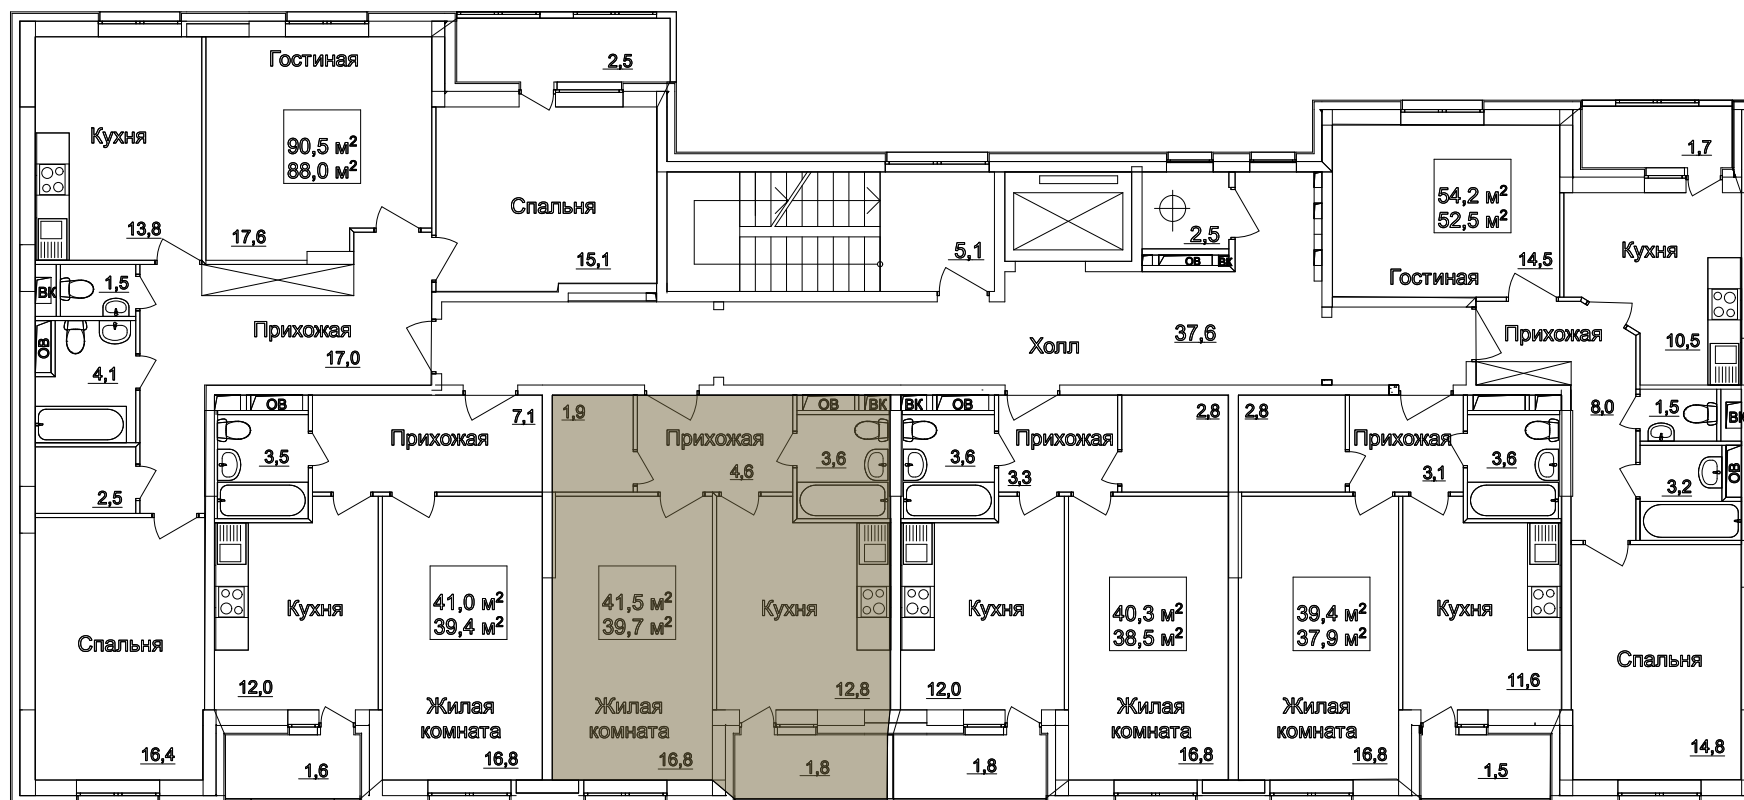 Гостиная
90,5 м²
88,0 м²
17,6
Кухня
13,8
2,5
Спальня
15,1
ВК
1,5
ОВ
4,1
2,5
Прихожая
17,0
Спальня
16,4
5,1
2,5
ОВ
ВК
Холл
37,6
54,2 м²
52,5 м²
14,5
Гостиная
1,7
Кухня
10,5
Прихожая
8,0
1,5
ВК
3,2
ОВ
Спальня
14,8
ОВ
3,5
Прихожая
7,1
Кухня
12,0
41,0 м²
39,4 м²
Жилая
комната
16,8
1,6
1,9
Прихожая
4,6
ОВ
ВК
3,6
41,5 м²
39,7 м²
Жилая
комната
16,8
Кухня
12,8
1,8
ВК
ОВ
3,6
Прихожая
3,3
2,8
Кухня
12,0
40,3 м²
38,5 м²
Жилая
комната
16,8
1,8
2,8
Прихожая
3,1
3,6
39,4 м²
37,9 м²
Жилая
комната
16,8
Кухня
11,6
1,5